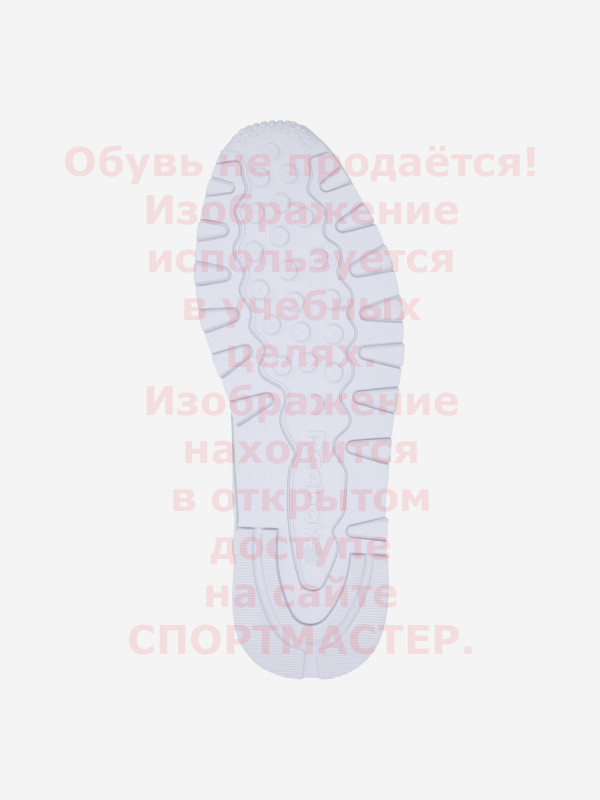 Обувь не продаётся!
Изображение
используется
в учебных
целях.
Изображение
находится
в открытом
доступе
на сайте
СПОРТМАСТЕР.